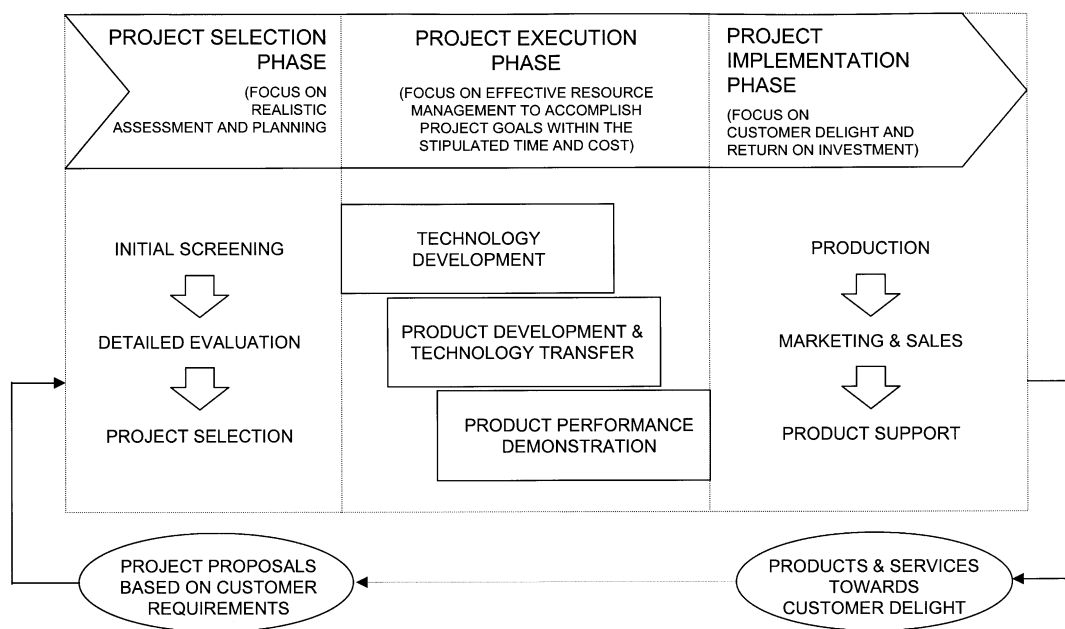 PROJECT SELECTION
PHASE
(FOCUS ON
REALISTIC
ASSESSMENT AND PLANNING
PROJECT EXECUTION
PHASE
(FOCUS ON EFFECTIVE RESOURCE
MANAGEMENT TO ACCOMPLISH
PROJECT GOALS WITHIN THE
STIPULATED TIME AND COST)
PROJECT
IMPLEMENTATION
PHASE
(FOCUS ON
CUSTOMER DELIGHT AND
RETURN ON INVESTMENT)
INITIAL SCREENING
DETAILED EVALUATION
PROJECT SELECTION
TECHNOLOGY
DEVELOPMENT
PRODUCT DEVELOPMENT &
TECHNOLOGY TRANSFER
PRODUCT PERFORMANCE
DEMONSTRATION
PRODUCTION
MARKETING & SALES
PRODUCT SUPPORT
PROJECT PROPOSALS
BASED ON CUSTOMER
REQUIREMENTS
PRODUCTS & SERVICES
TOWARDS
CUSTOMER DELIGHT